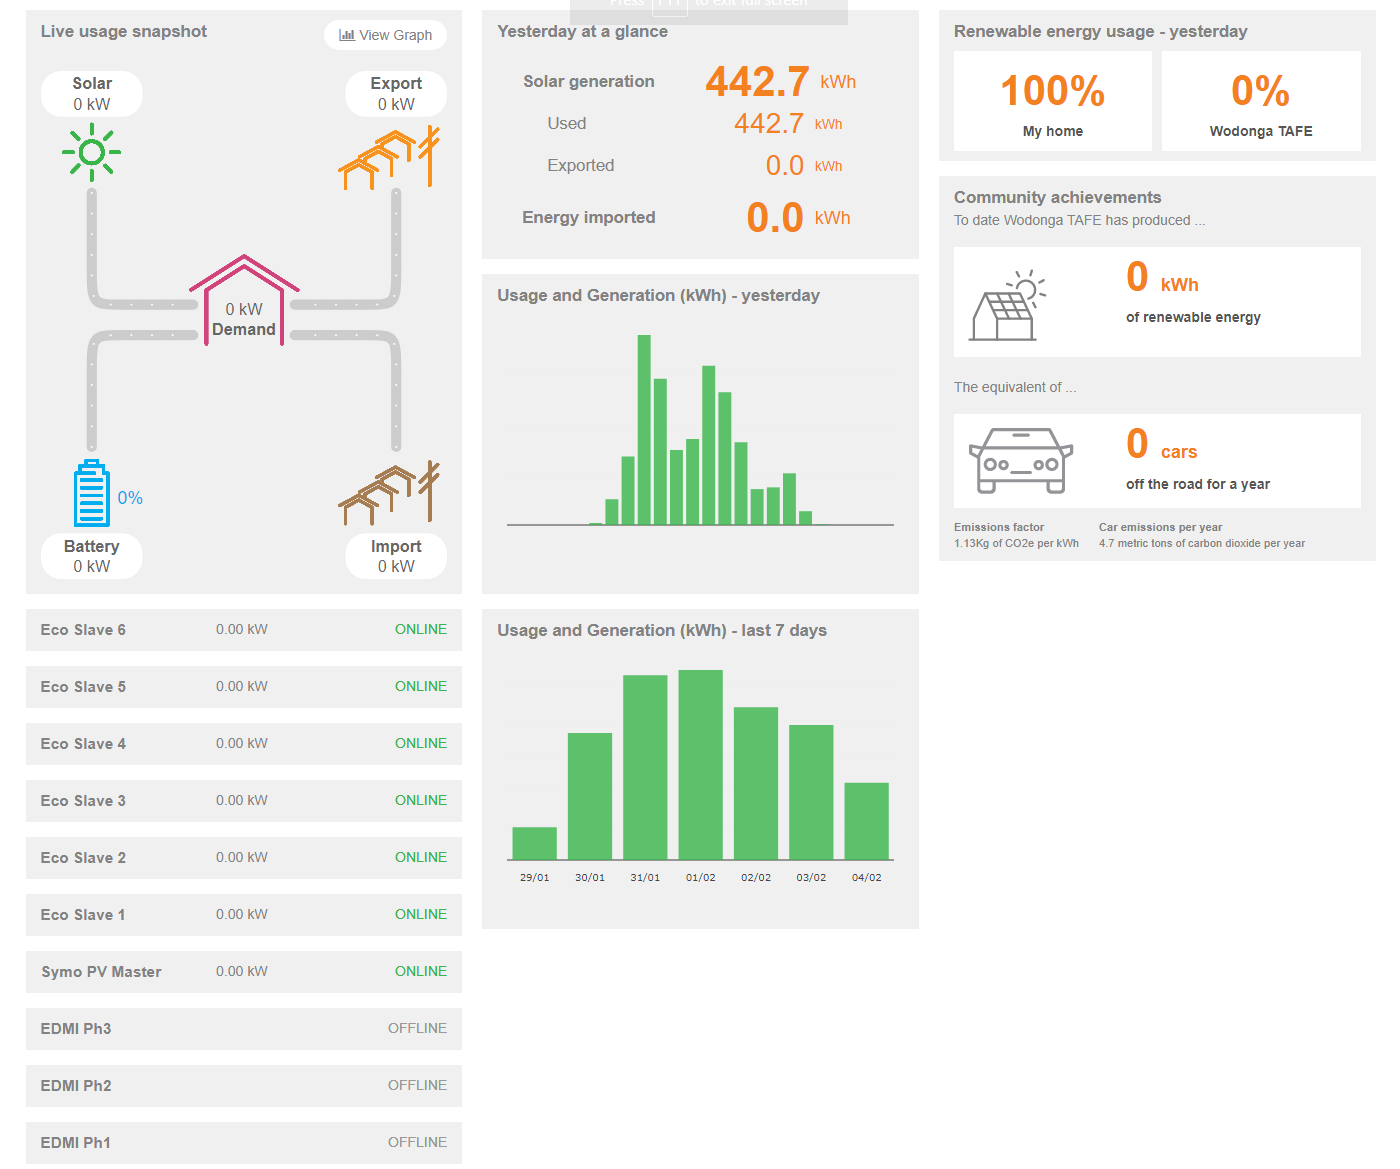 Press F11 to exit full screen
Live usage snapshot
View Graph
Solar
0 kW
Export
0 kW
0 kW
Demand
0%
Battery
0 kW
Import
0 kW
Eco Slave 6 0.00 kW ONLINE
Eco Slave 5 0.00 kW ONLINE
Eco Slave 4 0.00 kW ONLINE
Eco Slave 3 0.00 kW ONLINE
Eco Slave 2 0.00 kW ONLINE
Eco Slave 1 0.00 kW ONLINE
Symo PV Master 0.00 kW ONLINE
EDMI Ph3 OFFLINE
EDMI Ph2 OFFLINE
EDMI Ph1 OFFLINE
Yesterday at a glance
Solar generation 442.7 kWh
Used 442.7 kWh
Exported 0.0 kWh
Energy imported 0.0 kWh
Usage and Generation (kWh) - yesterday
Usage and Generation (kWh) - last 7 days
29/01 30/01 31/01 01/02 02/02 03/02 04/02
Renewable energy usage - yesterday
100%
My home
0%
Wodonga TAFE
Community achievements
To date Wodonga TAFE has produced ...
0 kWh
of renewable energy
The equivalent of ...
0 cars
off the road for a year
Emissions factor
1.13Kg of CO2e per kWh
Car emissions per year
4.7 metric tons of carbon dioxide per year